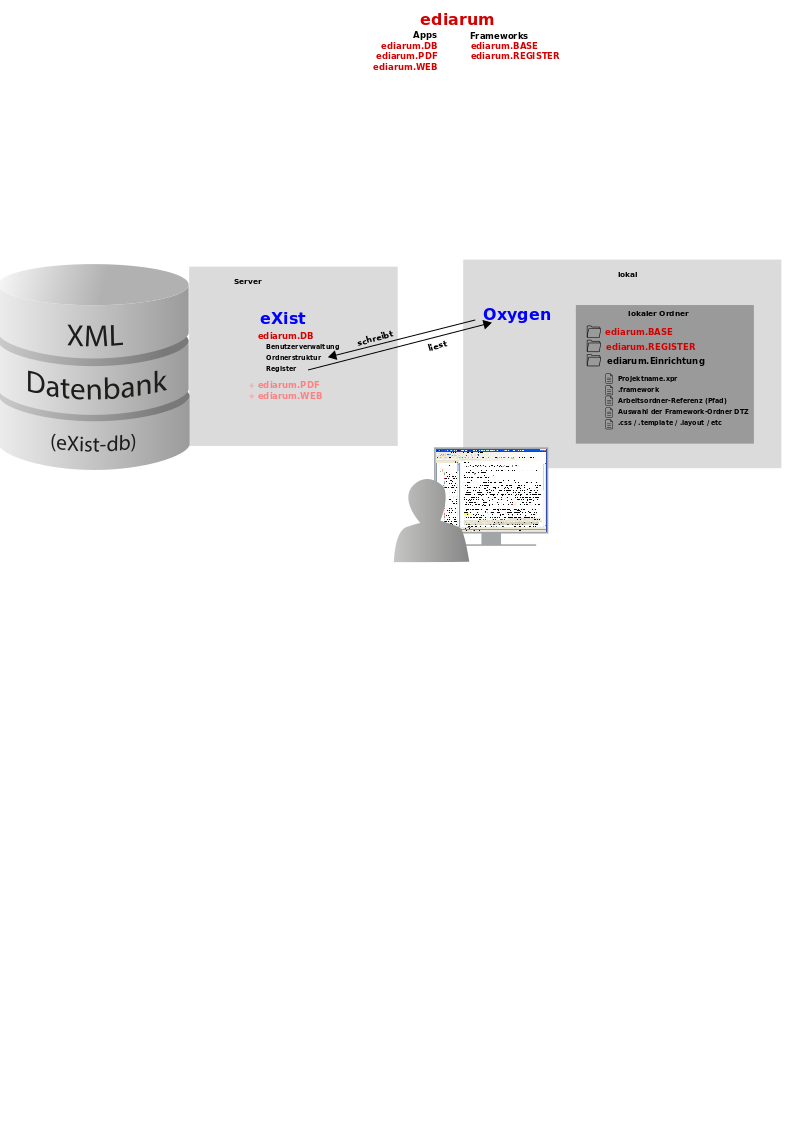 ediarum
Apps
ediarum.DB
ediarum.PDF
ediarum.WEB
Frameworks
ediarum.BASE
ediarum.REGISTER
XML
Datenbank
(eXist-db)
Server
eXist
ediarum.DB
Benutzerverwaltung
Ordnerstruktur
Register
+ ediarum.PDF
+ ediarum.WEB
schreibt
liest
lokal
Oxygen
lokaler Ordner
ediarum.BASE
ediarum.REGISTER
ediarum.Einrichtung
Projektname.xpr
.framework
Arbeitsordner-Referenz (Pfad)
Auswahl der Framework-Ordner DTZ
.css / .template / .layout / etc